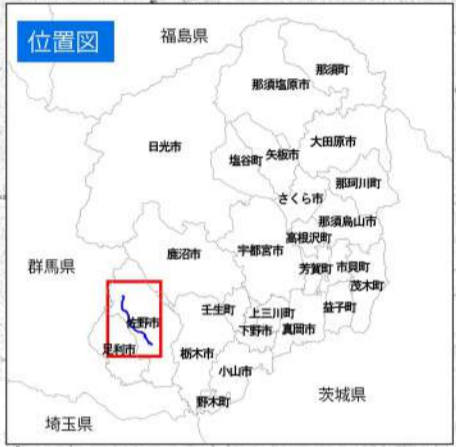 位置図
福島県
那須町
那須塩原市
日光市
大田原市
塩谷町
矢板市
那珂川町
さくら市
那須烏山市
高根沢町
鹿沼市
宇都宮市
群馬県
芳賀町
市貝町
茂木町
壬生町
上三川町
益子町
佐野市
下野市
真岡市
足利市
栃木市
小山市
茨城県
野木町
埼玉県